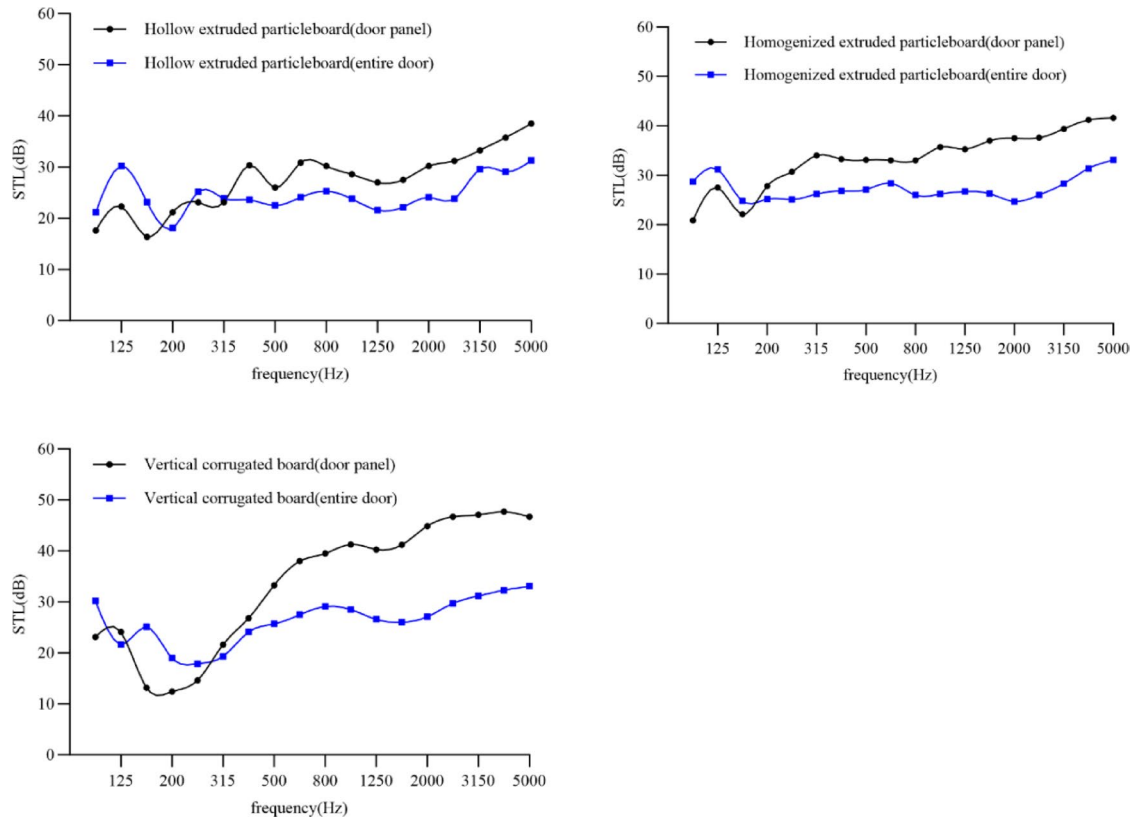 60
50
40
30
20
10
0
STL(dB)
Hollow extruded particleboard(door panel)
Hollow extruded particleboard(entire door)
125 200 315 500 800 1250 2000 3150 5000
frequency(Hz)
60
50
40
30
20
10
0
STL(dB)
Homogenized extruded particleboard(door panel)
Homogenized extruded particleboard(entire door)
125 200 315 500 800 1250 2000 3150 5000
frequency(Hz)
60
50
40
30
20
10
0
STL(dB)
Vertical corrugated board(door panel)
Vertical corrugated board(entire door)
125 200 315 500 800 1250 2000 3150 5000
frequency(Hz)